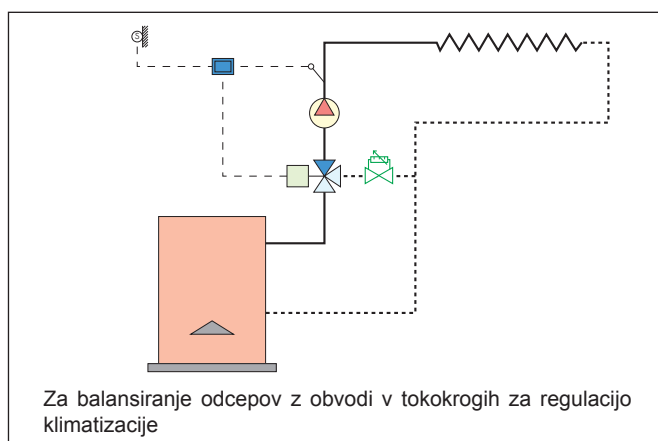 S
Za balansiranje odcepov z obvodi v tokokrogih za regulacijo
klimatizacije